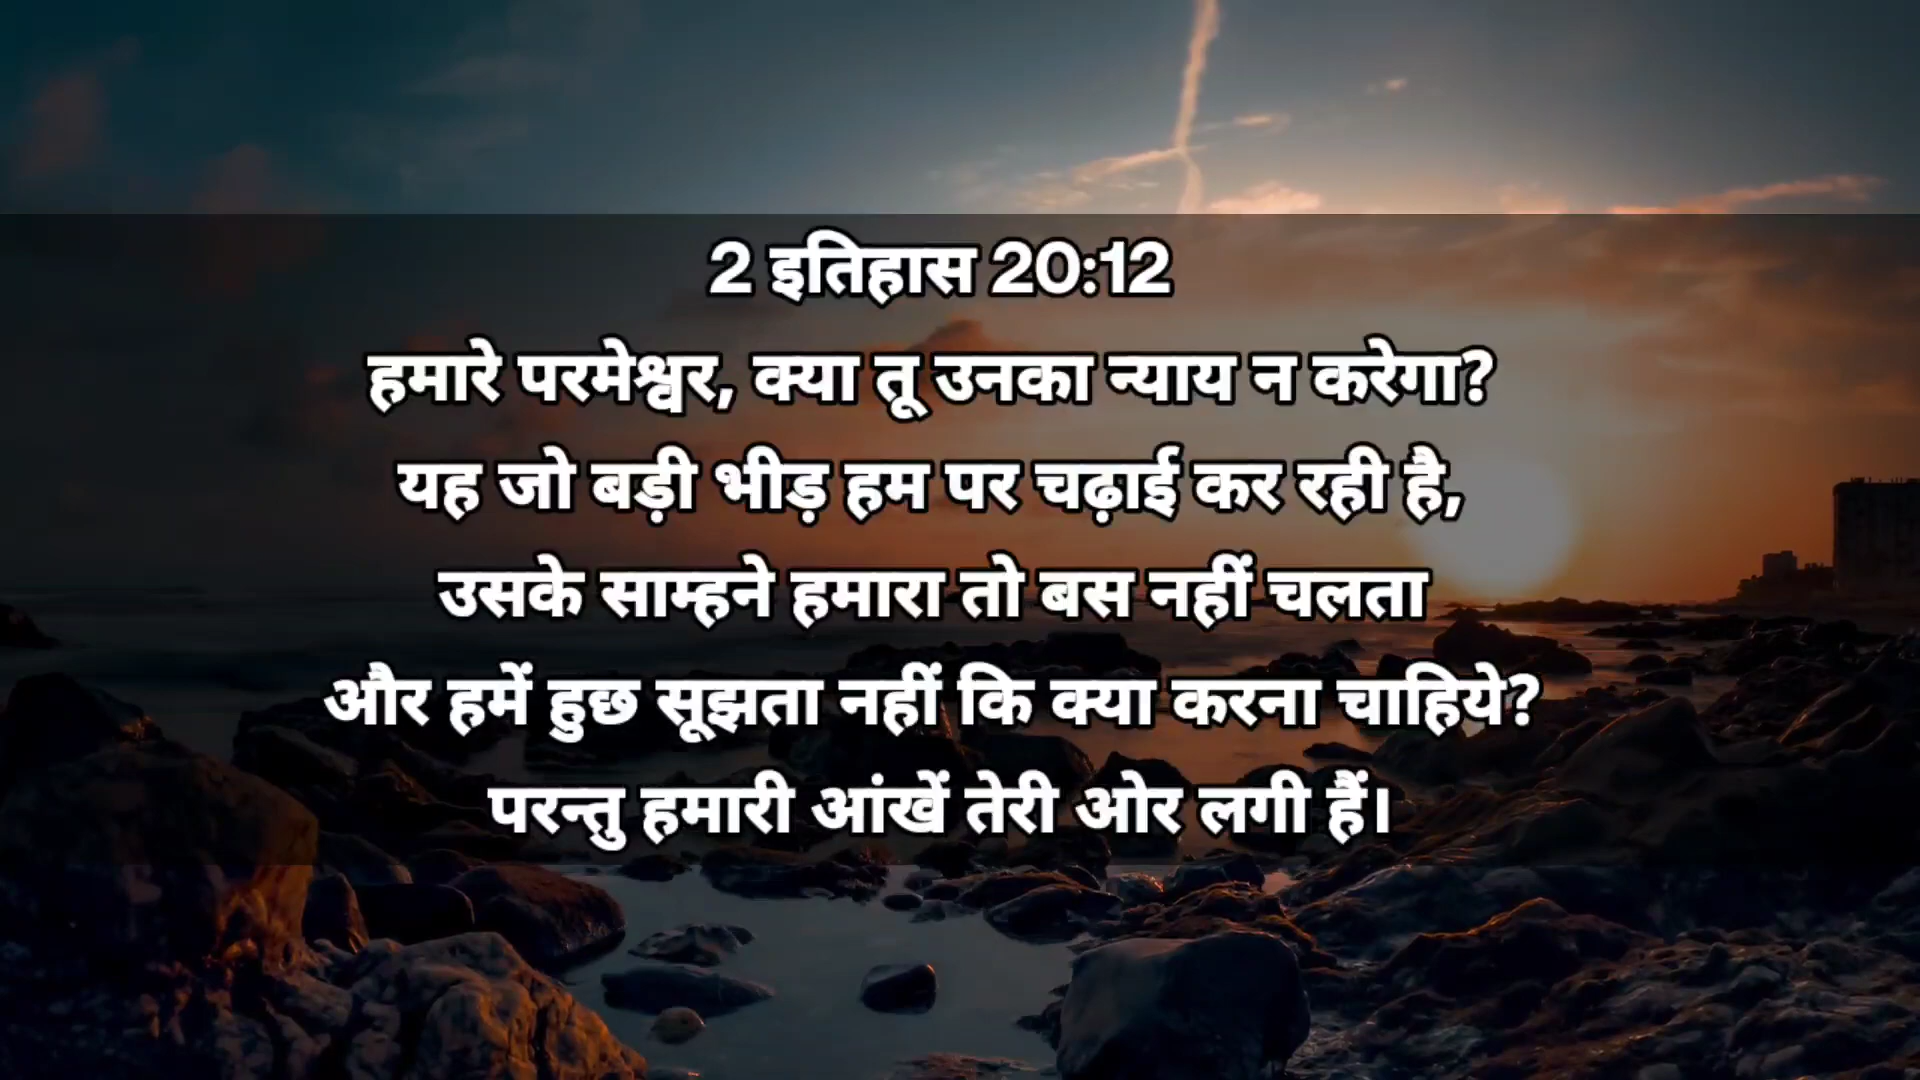 2 इतिहास 20:12
हमारे परमेश्वर, क्या तू उनका न्याय न करेगा?
यह जो बड़ी भीड़ हम पर चढ़ाई कर रही है,
उसके साम्हने हमारा तो बस नहीं चलता
और हमें हुछ सूझता नहीं कि क्या करना चाहिये?
परन्तु हमारी आंखें तेरी ओर लगी हैं।